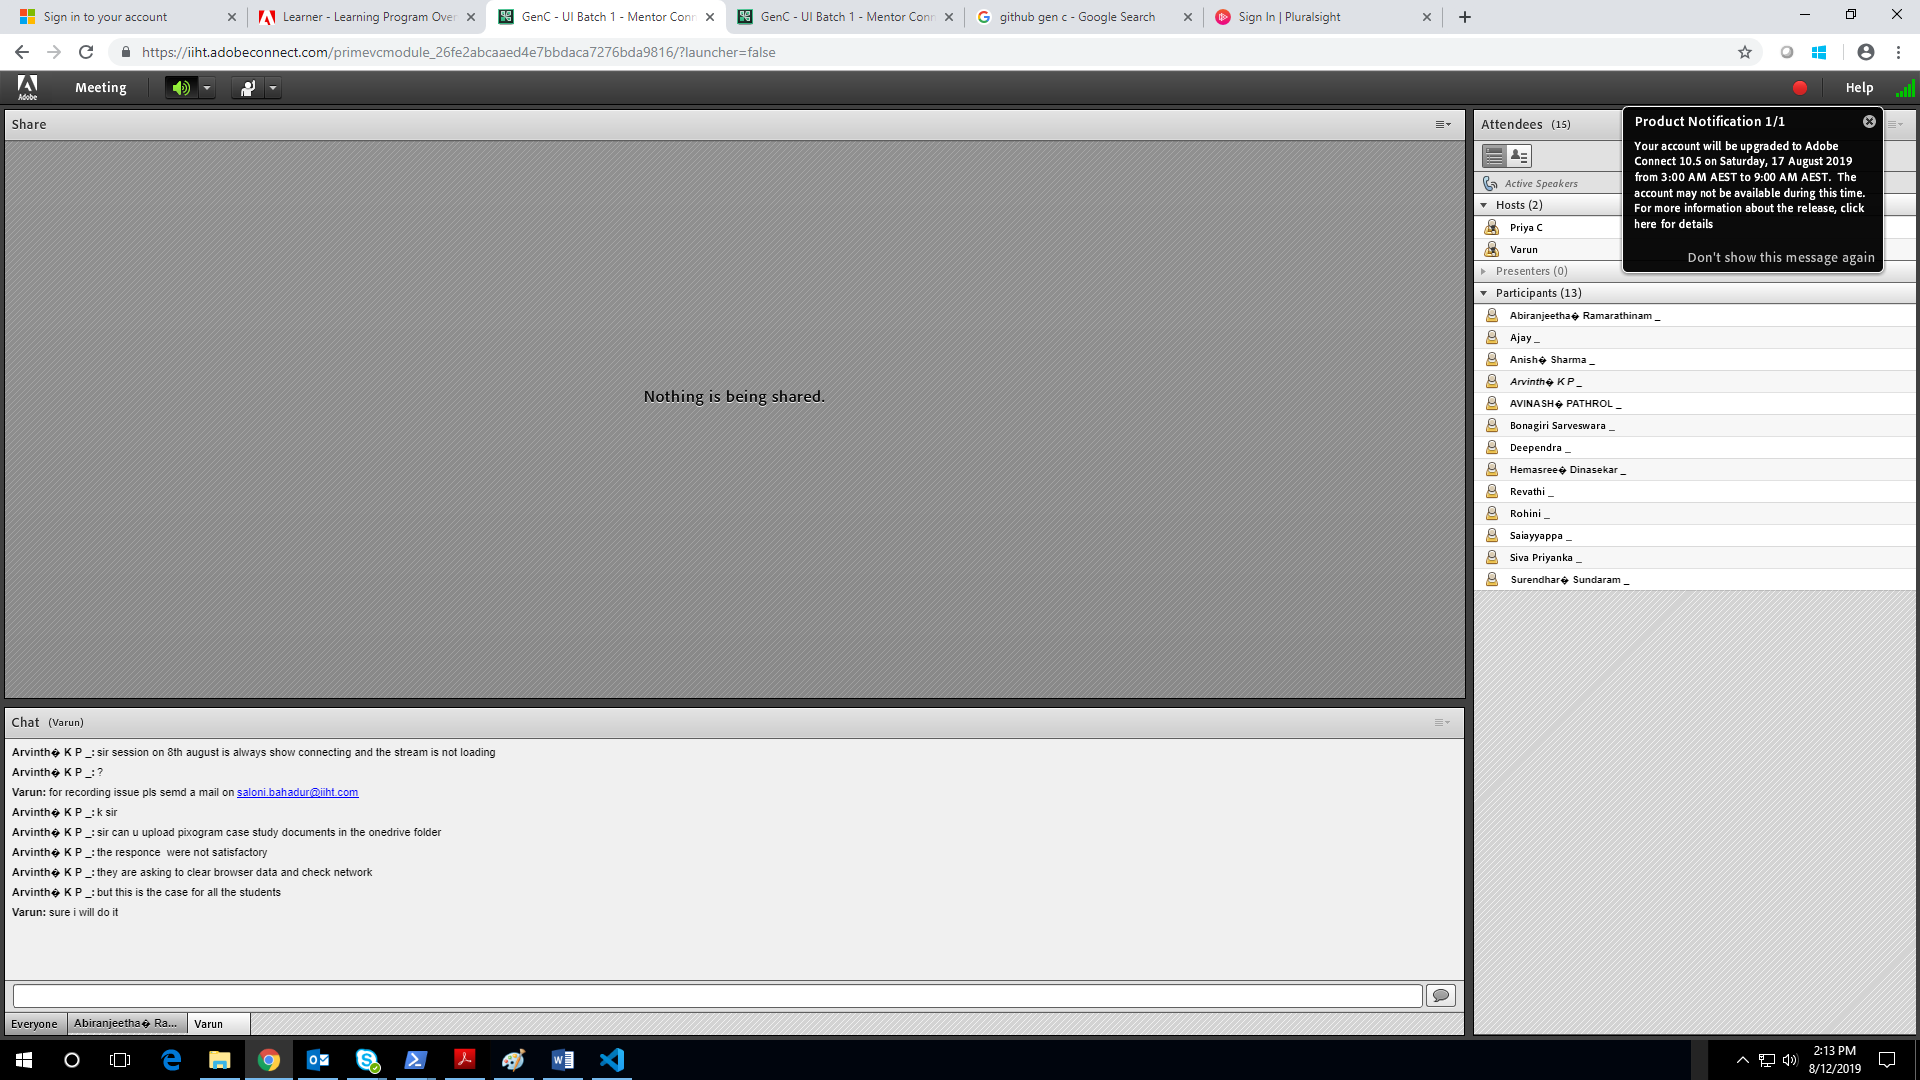 Sign in to your account
Learner - Learning Program Over
GenC - UI Batch 1 - Mentor Conn
GenC - UI Batch 1 - Mentor Conn
github gen c - Google Search
Sign In | Pluralsight
https://iiht.adobeconnect.com/primevcmodule_26fe2abcaaed4e7bbdaca7276bda9816/?launcher=false
Adobe
Meeting
Help
Share
Nothing is being shared.
Attendees (15)
Active Speakers
Hosts (2)
Priya C
Varun
Presenters (0)
Participants (13)
Abiranjeetha� Ramarathinam _
Ajay _
Anish� Sharma _
Arvinth� K P _
AVINASH� PATHROL _
Bonagiri Sarveswara _
Deependra _
Hemasree� Dinasekar _
Revathi _
Rohini _
Saiayyappa _
Siva Priyanka _
Surendhar� Sundaram _
Product Notification 1/1
Your account will be upgraded to Adobe
Connect 10.5 on Saturday, 17 August 2019
from 3:00 AM AEST to 9:00 AM AEST. The
account may not be available during this time.
For more information about the release, click
here for details
Don't show this message again
Chat (Varun)
Arvinth� K P _: sir session on 8th august is always show connecting and the stream is not loading
Arvinth� K P _: ?
Varun: for recording issue pls semd a mail on saloni.bahadur@iiht.com
Arvinth� K P _: k sir
Arvinth� K P _: sir can u upload pixogram case study documents in the onedrive folder
Arvinth� K P _: the responce  were not satisfactory
Arvinth� K P _: they are asking to clear browser data and check network
Arvinth� K P _: but this is the case for all the students
Varun: sure i will do it
Everyone
Abiranjeetha� Ra...
Varun
2:13 PM
8/12/2019